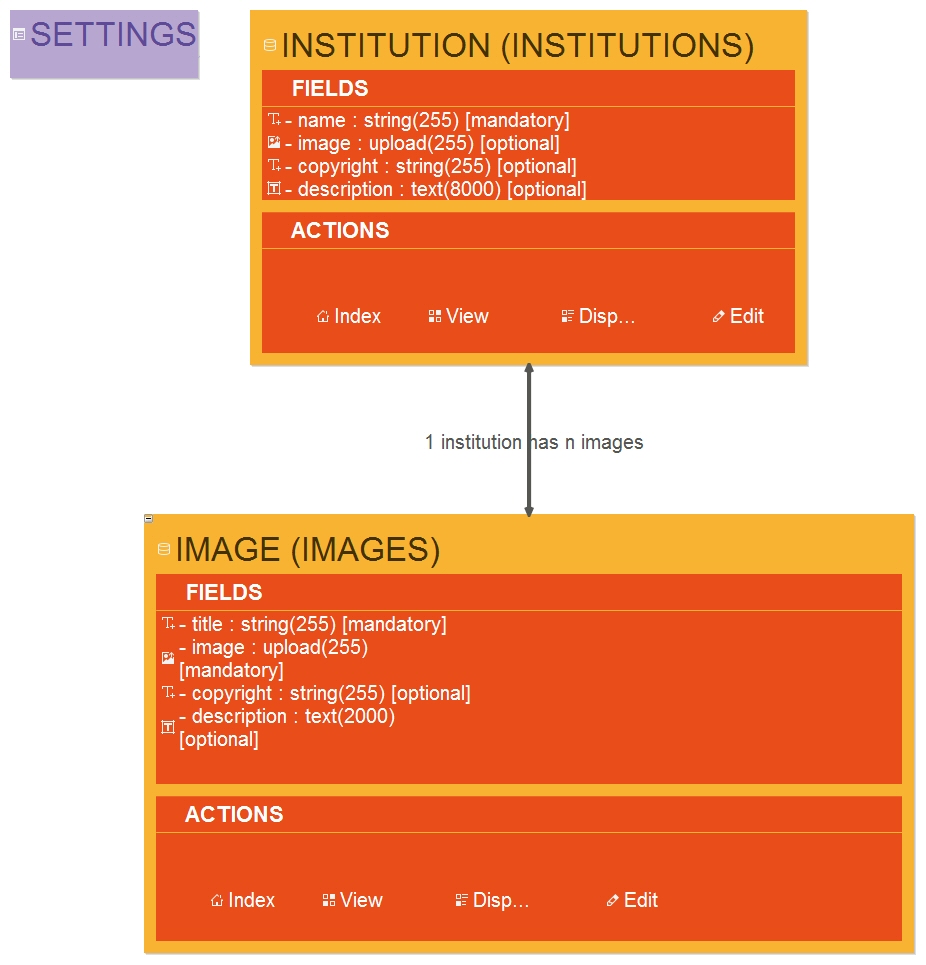 SETTINGS
INSTITUTION (INSTITUTIONS)
FIELDS
- name : string(255) [mandatory]
- image : upload(255) [optional]
- copyright : string(255) [optional]
- description : text(8000) [optional]
ACTIONS
Index View Disp... Edit
1 institution has n images
IMAGE (IMAGES)
FIELDS
- title : string(255) [mandatory]
- image : upload(255)
[mandatory]
- copyright : string(255) [optional]
- description : text(2000)
[optional]
ACTIONS
Index View Disp... Edit